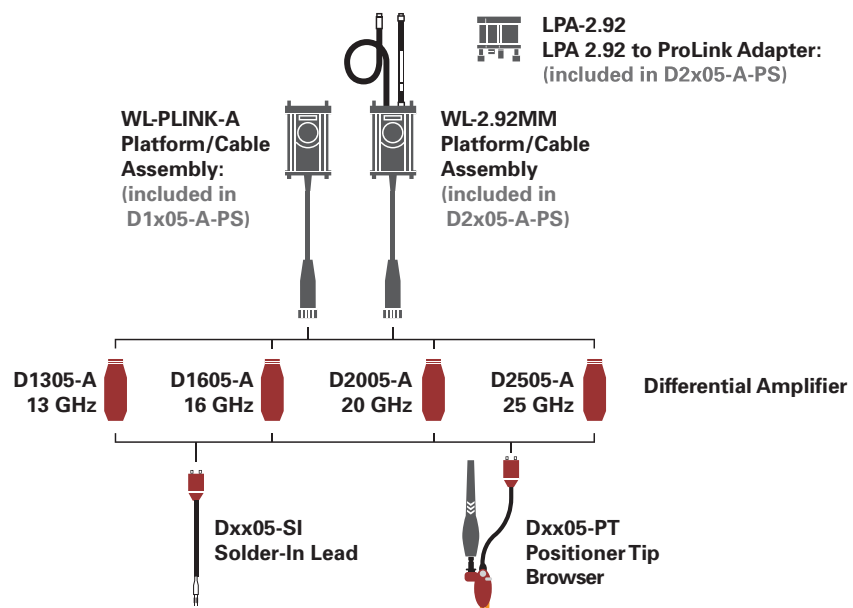 LPA-2.92
LPA 2.92 to ProLink Adapter:
(included in D2x05-A-PS)
WL-PLINK-A
Platform/Cable
Assembly:
(included in
D1x05-A-PS)
WL-2.92MM
Platform/Cable
Assembly
(included in
D2x05-A-PS)
D1305-A
13 GHz
D1605-A
16 GHz
D2005-A
20 GHz
D2505-A
25 GHz
Differential Amplifier
Dxx05-SI
Solder-In Lead
Dxx05-PT
Positioner Tip
Browser